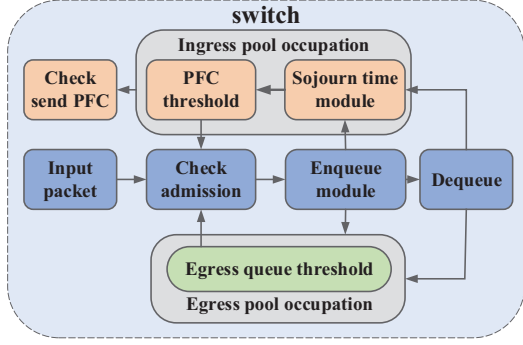 switch
Ingress pool occupation
Check
send PFC
PFC
threshold
Sojourn time
module
Input
packet
Check
admission
Enqueue
module
Dequeue
Egress queue threshold
Egress pool occupation